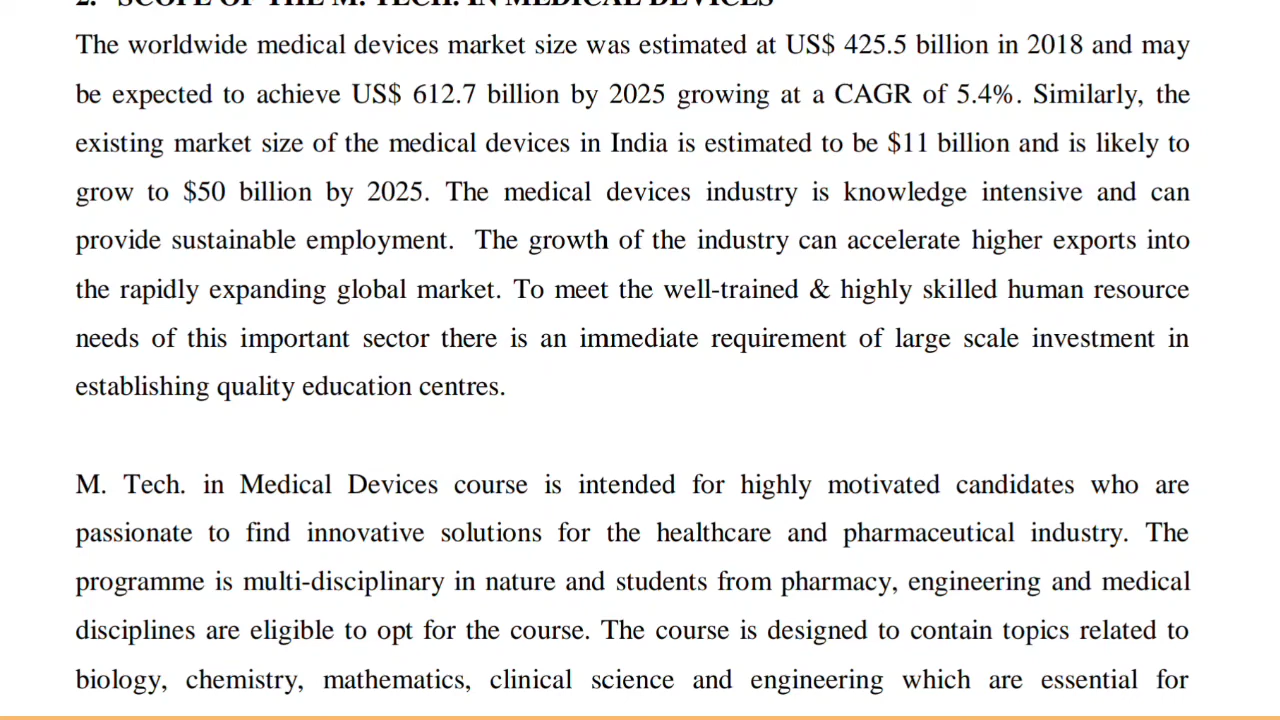 2. SCOPE OF THE M. TECH. IN MEDICAL DEVICES
The worldwide medical devices market size was estimated at US$ 425.5 billion in 2018 and may
be expected to achieve US$ 612.7 billion by 2025 growing at a CAGR of 5.4%. Similarly, the
existing market size of the medical devices in India is estimated to be $11 billion and is likely to
grow to $50 billion by 2025. The medical devices industry is knowledge intensive and can
provide sustainable employment. The growth of the industry can accelerate higher exports into
the rapidly expanding global market. To meet the well-trained & highly skilled human resource
needs of this important sector there is an immediate requirement of large scale investment in
establishing quality education centres.
M. Tech. in Medical Devices course is intended for highly motivated candidates who are
passionate to find innovative solutions for the healthcare and pharmaceutical industry. The
programme is multi-disciplinary in nature and students from pharmacy, engineering and medical
disciplines are eligible to opt for the course. The course is designed to contain topics related to
biology, chemistry, mathematics, clinical science and engineering which are essential for